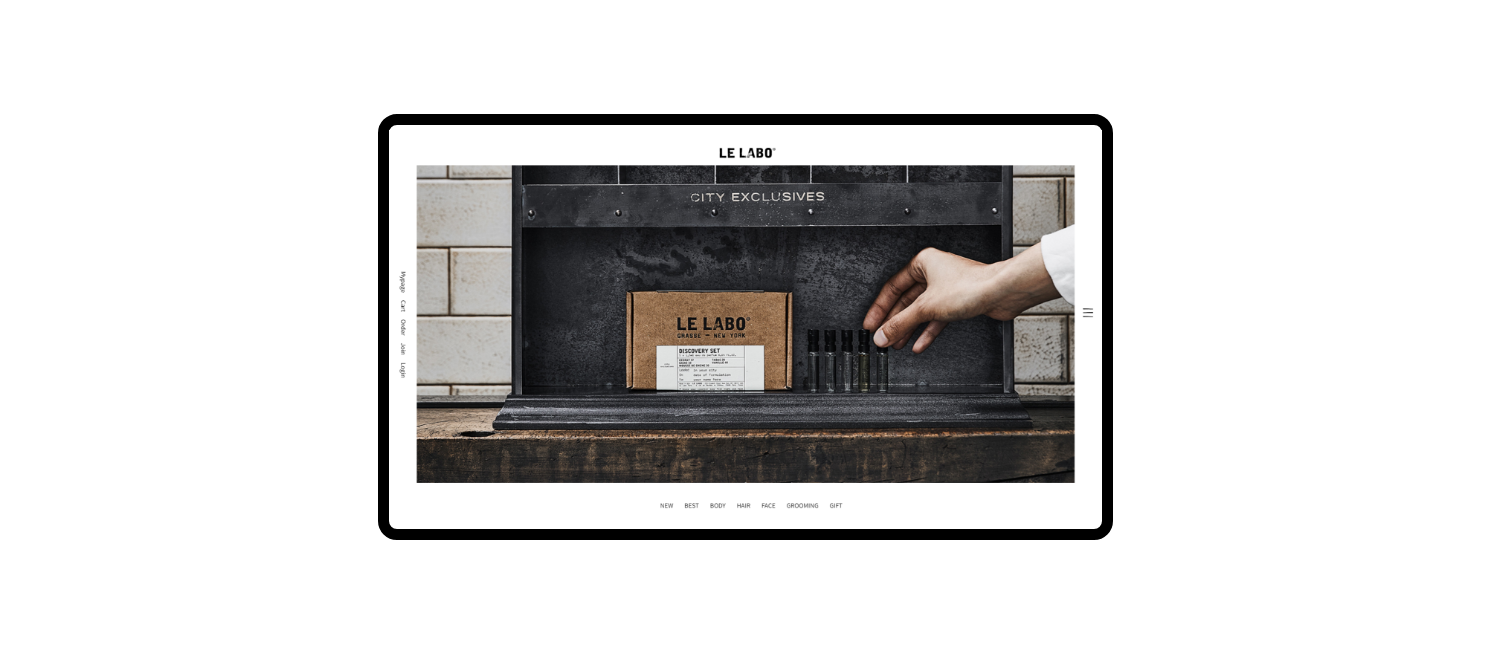 LE LABO
CITY EXCLUSIVES
LE LABO
GRASSE — NEW YORK
DISCOVERY SET
Mypage Cart Order Join Login
NEW BEST BODY HAIR FACE GROOMING GIFT